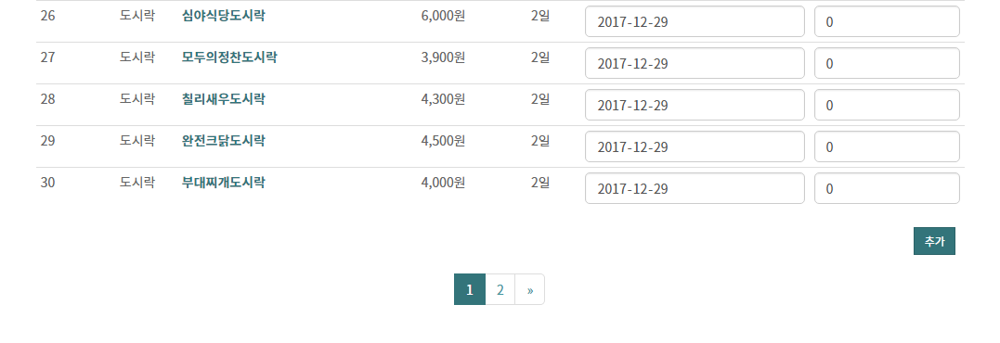 26 도시락 심야식당도시락 6,000원 2일 2017-12-29 0
27 도시락 모두의정찬도시락 3,900원 2일 2017-12-29 0
28 도시락 칠리새우도시락 4,300원 2일 2017-12-29 0
29 도시락 완전크닭도시락 4,500원 2일 2017-12-29 0
30 도시락 부대찌개도시락 4,000원 2일 2017-12-29 0
추가
1 2 »